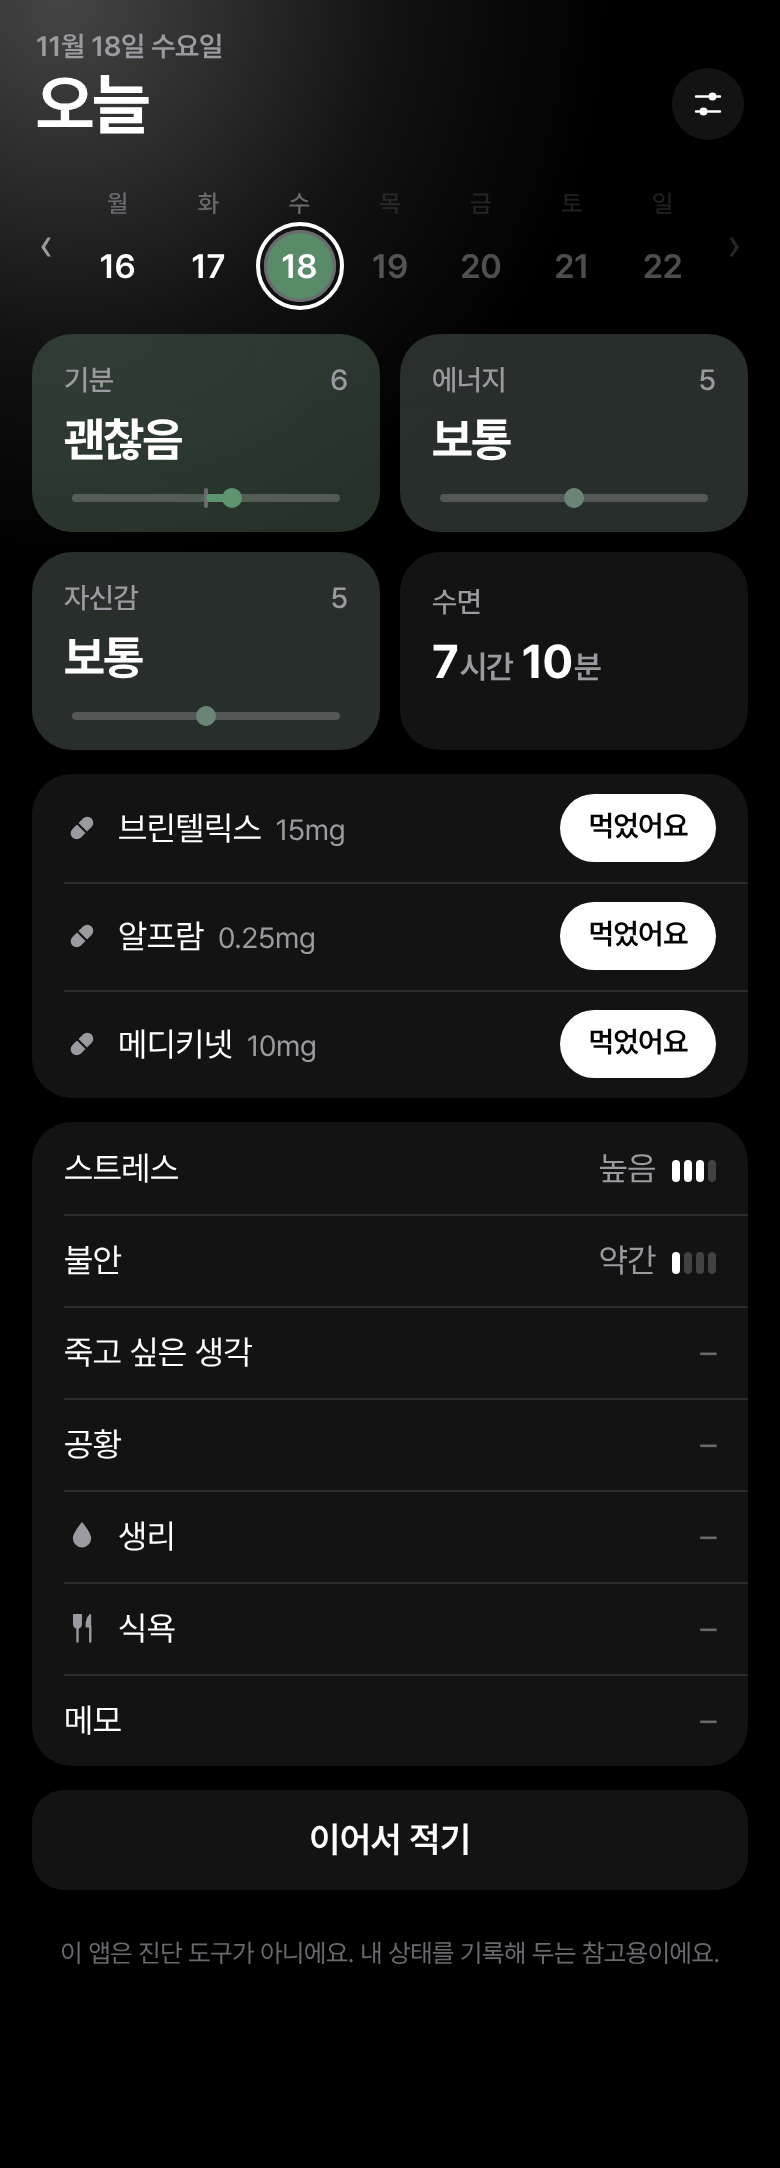 11월 18일 수요일
오늘
월 화 수 목 금 토 일
‹ 16 17 18 19 20 21 22 ›
기분 6
괜찮음
에너지 5
보통
자신감 5
보통
수면
7시간 10분
브린텔릭스 15mg 먹었어요
알프람 0.25mg 먹었어요
메디키넷 10mg 먹었어요
스트레스 높음
불안 약간
죽고 싶은 생각 –
공황 –
생리 –
식욕 –
메모 –
이어서 적기
이 앱은 진단 도구가 아니에요. 내 상태를 기록해 두는 참고용이에요.